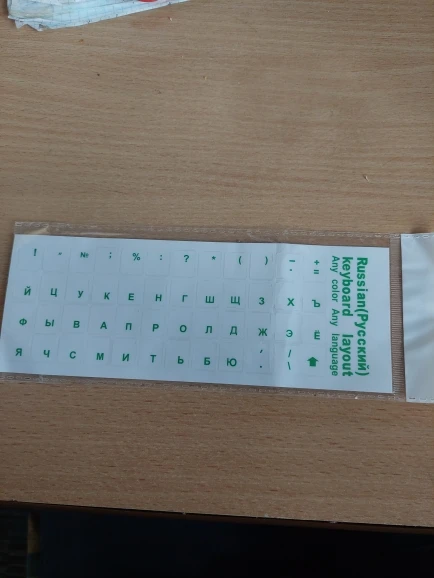 ! " № ; % : ? * ( ) _ +
- =
Й Ц У К Е Н Г Ш Щ З Х Ъ
Ф Ы В А П Р О Л Д Ж Э
Я Ч С М И Т Ь Б Ю , /
. \
Russian(Русский)
keyboard layout
Any color Any language